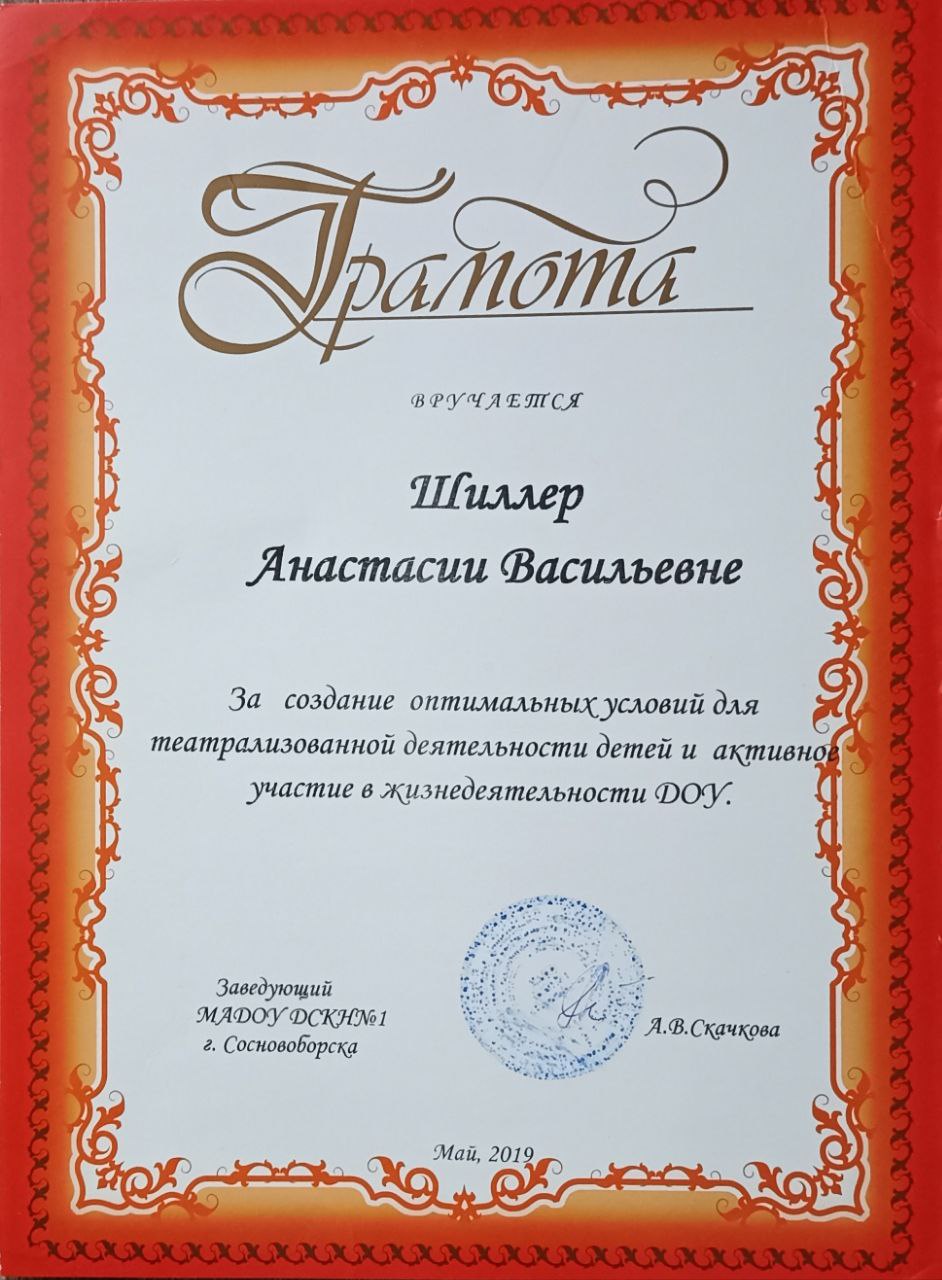 Грамота
ВРУЧАЕТСЯ
Шиллер
Анастасии Васильевне
За создание оптимальных условий для
театрализованной деятельности детей и активное
участие в жизнедеятельности ДОУ.
Заведующий
МАДОУ ДСКН№1
г. Сосновоборска
А.В.Скачкова
Май, 2019